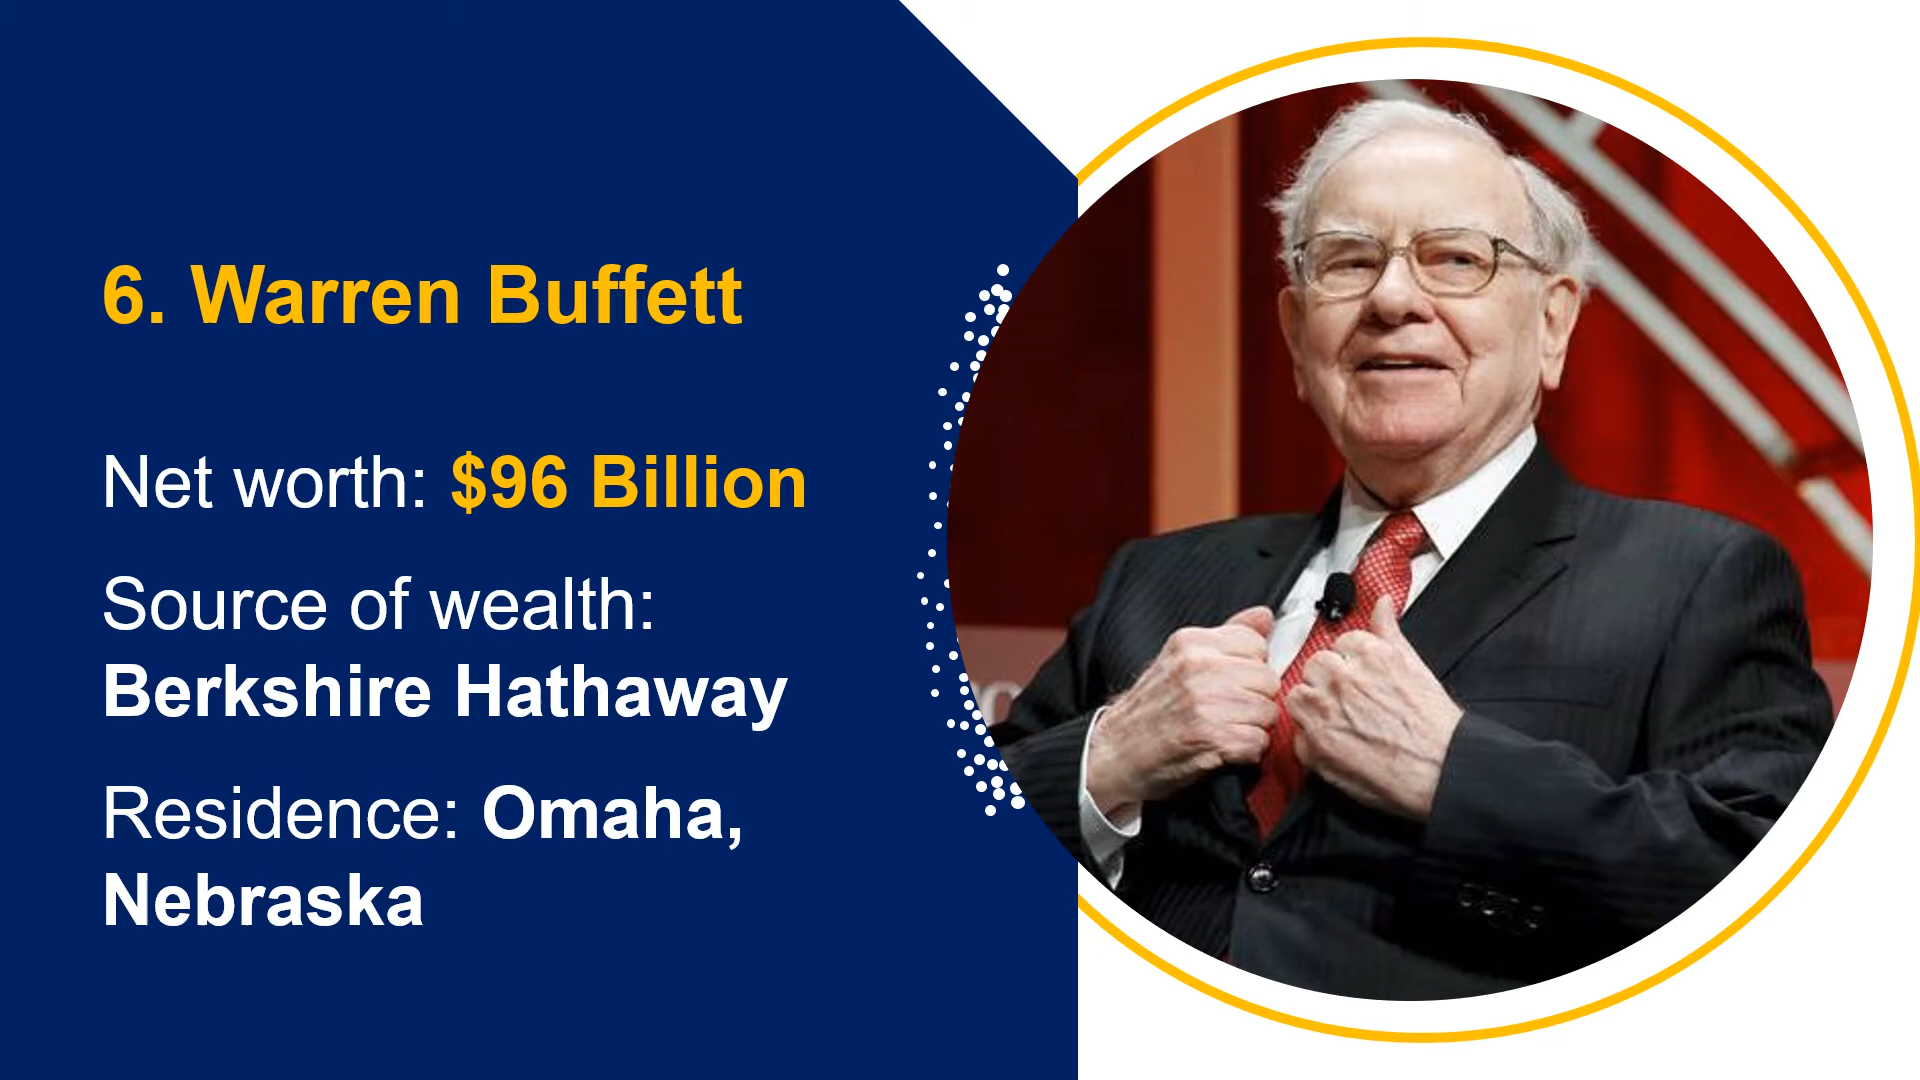 6. Warren Buffett
Net worth: $96 Billion
Source of wealth:
Berkshire Hathaway
Residence: Omaha,
Nebraska